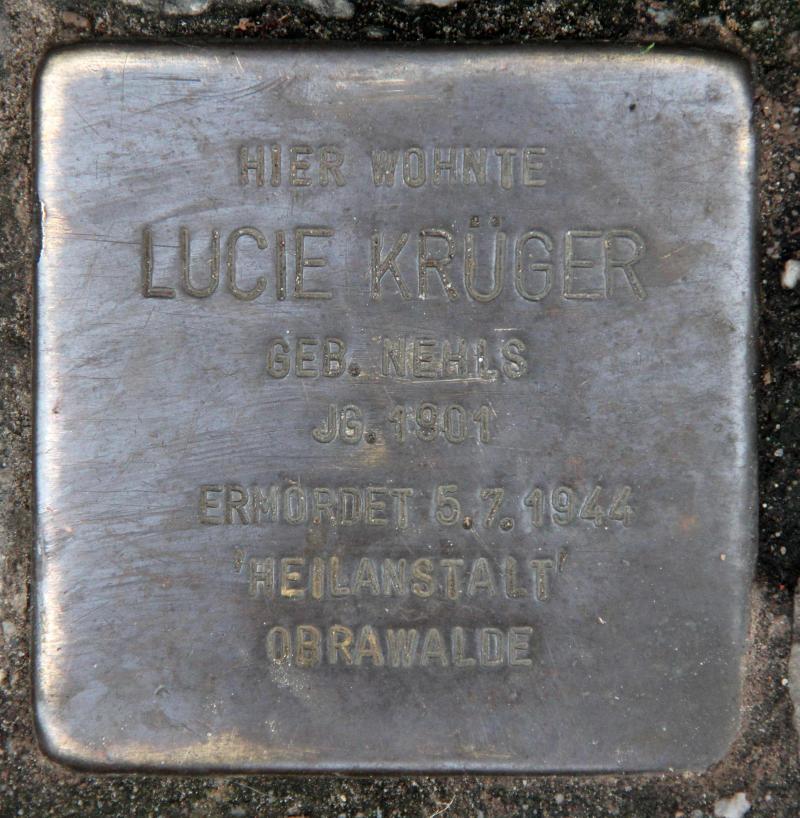 HIER WOHNTE
LUCIE KRÜGER
GEB. NEHLS
JG. 1901
ERMORDET 5.7.1944
'HEILANSTALT'
OBRAWALDE